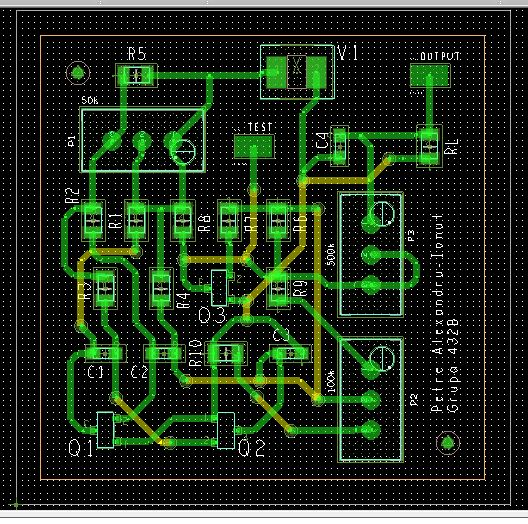 V1
OUTPUT
R5
50k
P1
TEST
C4
RL
R2
R1
R8
R7
R6
500k
P3
R3
R4
R9
Q3
C3
R10
C1
C2
100k
P2
Q1
Q2
Petre Alexandru-Ionut
Grupa 432B